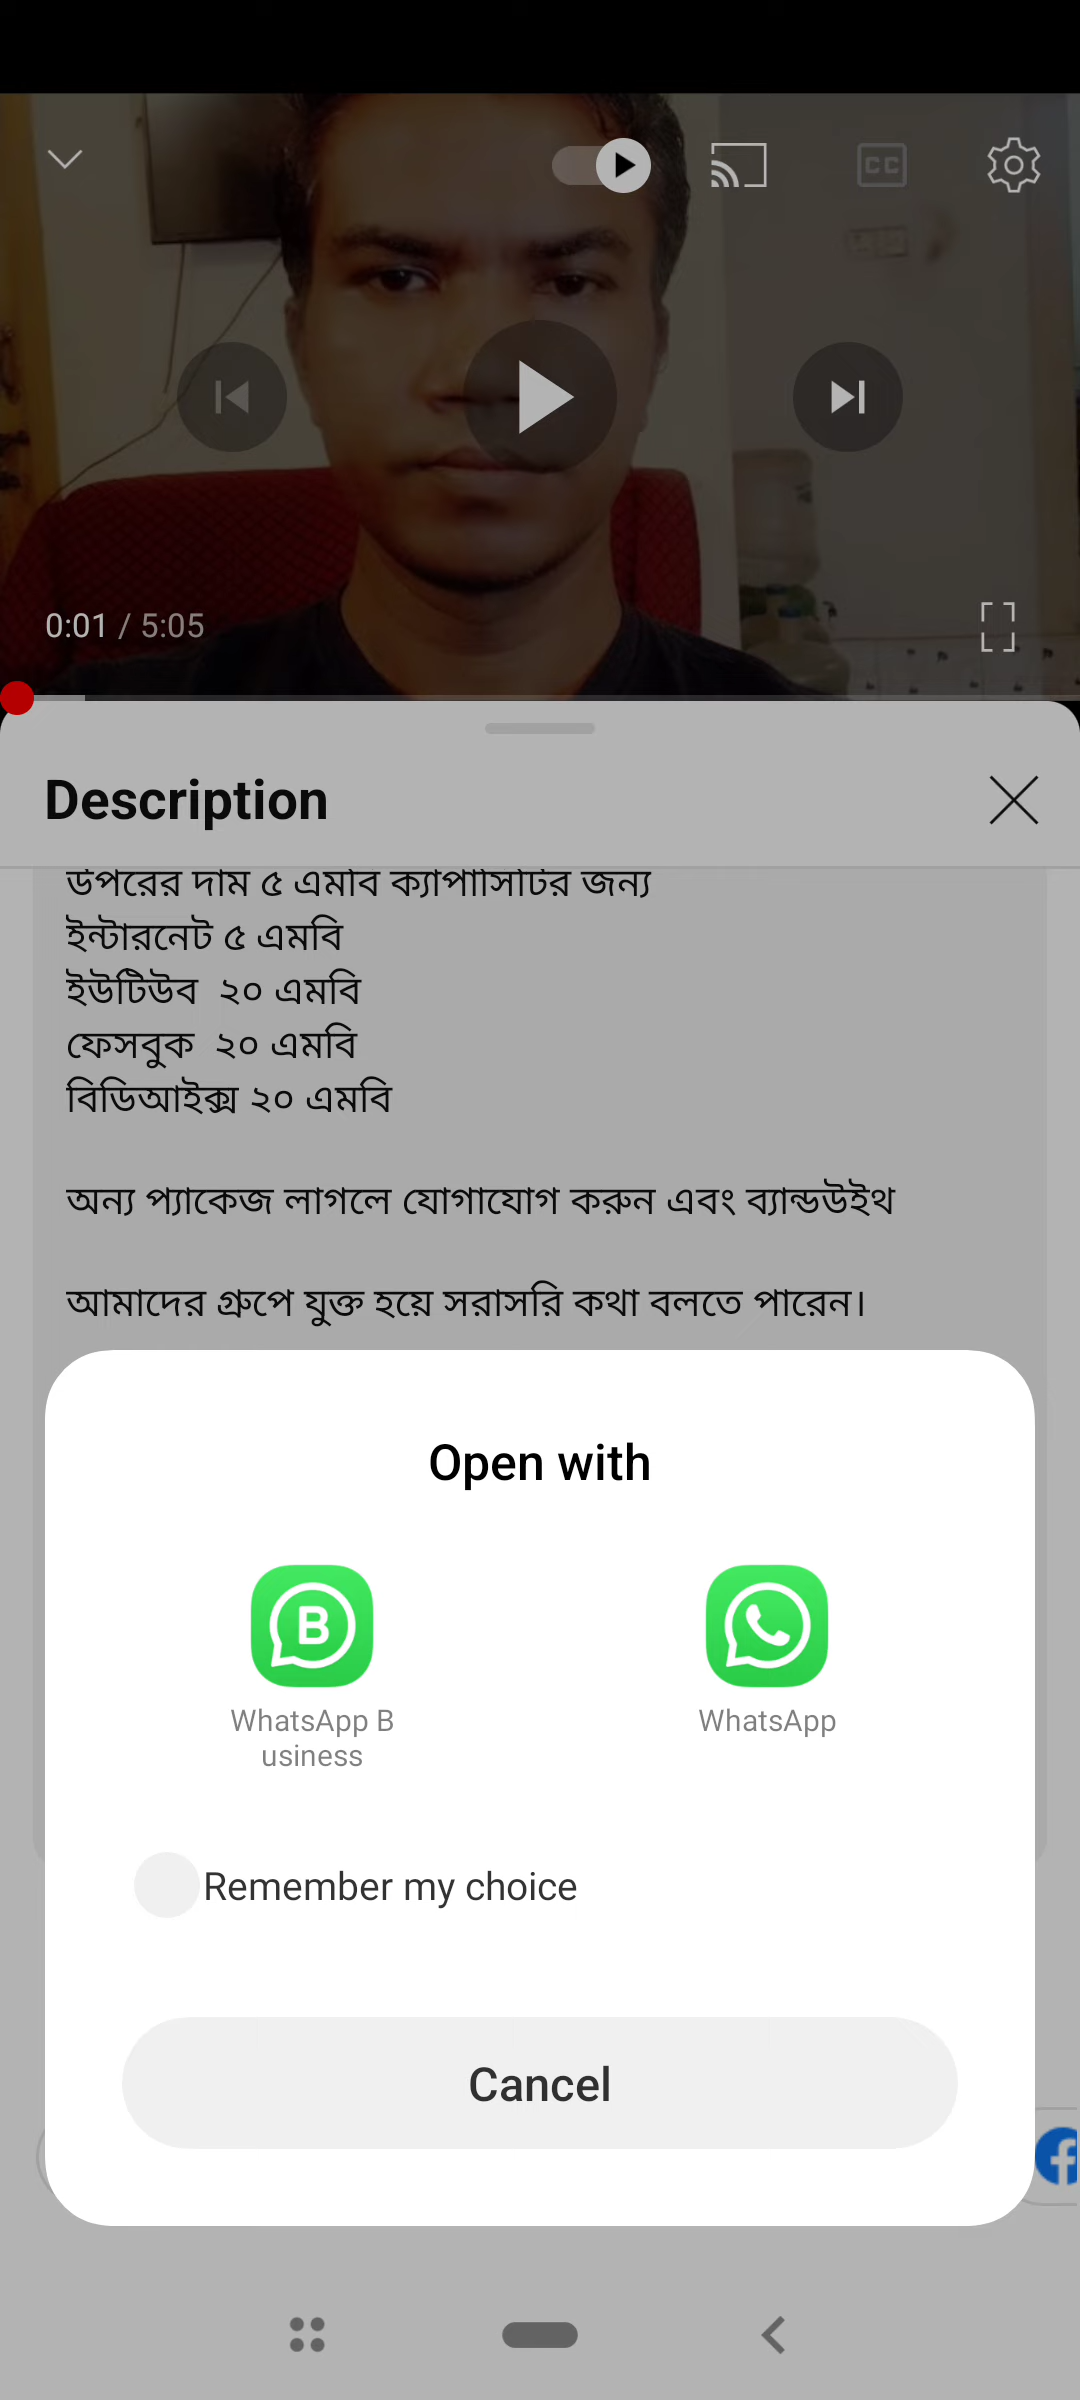 CC
0:01 / 5:05
Description
উপরের দাম ৫ এমবি ক্যাপাসিটির জন্য
ইন্টারনেট ৫ এমবি
ইউটিউব ২০ এমবি
ফেসবুক ২০ এমবি
বিডিআইক্স ২০ এমবি
অন্য প্যাকেজ লাগলে যোগাযোগ করুন এবং ব্যান্ডউইথ
আমাদের গ্রুপে যুক্ত হয়ে সরাসরি কথা বলতে পারেন।
Open with
WhatsApp B
usiness
WhatsApp
Remember my choice
Cancel